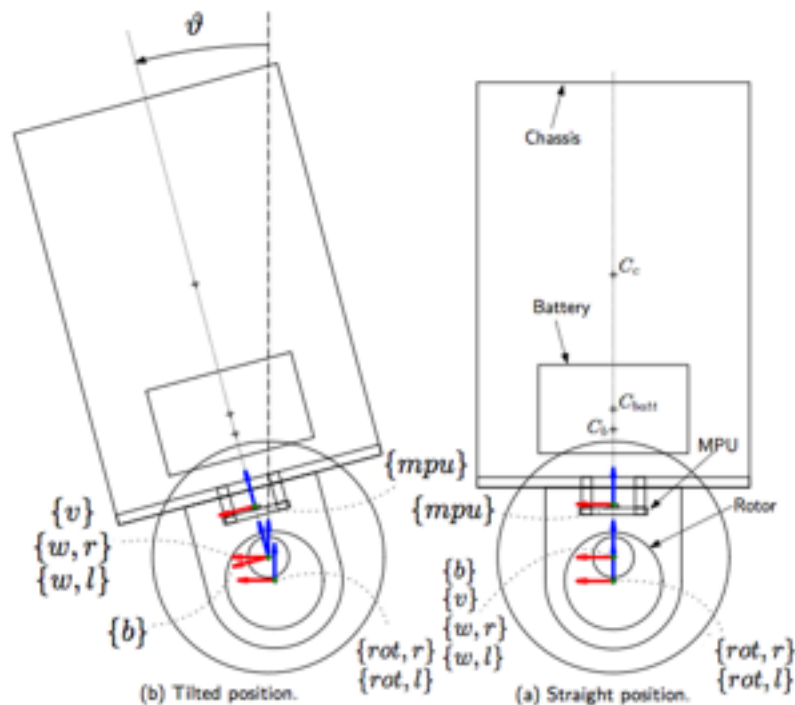 ϑ
{mpu}
{v}
{w, r}
{w, l}
{b}
{rot, r}
{rot, l}
(b) Tilted position.
Chassis
C_c
Battery
C_batt
C_b
MPU
{mpu}
Rotor
{b}
{v}
{w, r}
{w, l}
{rot, r}
{rot, l}
(a) Straight position.